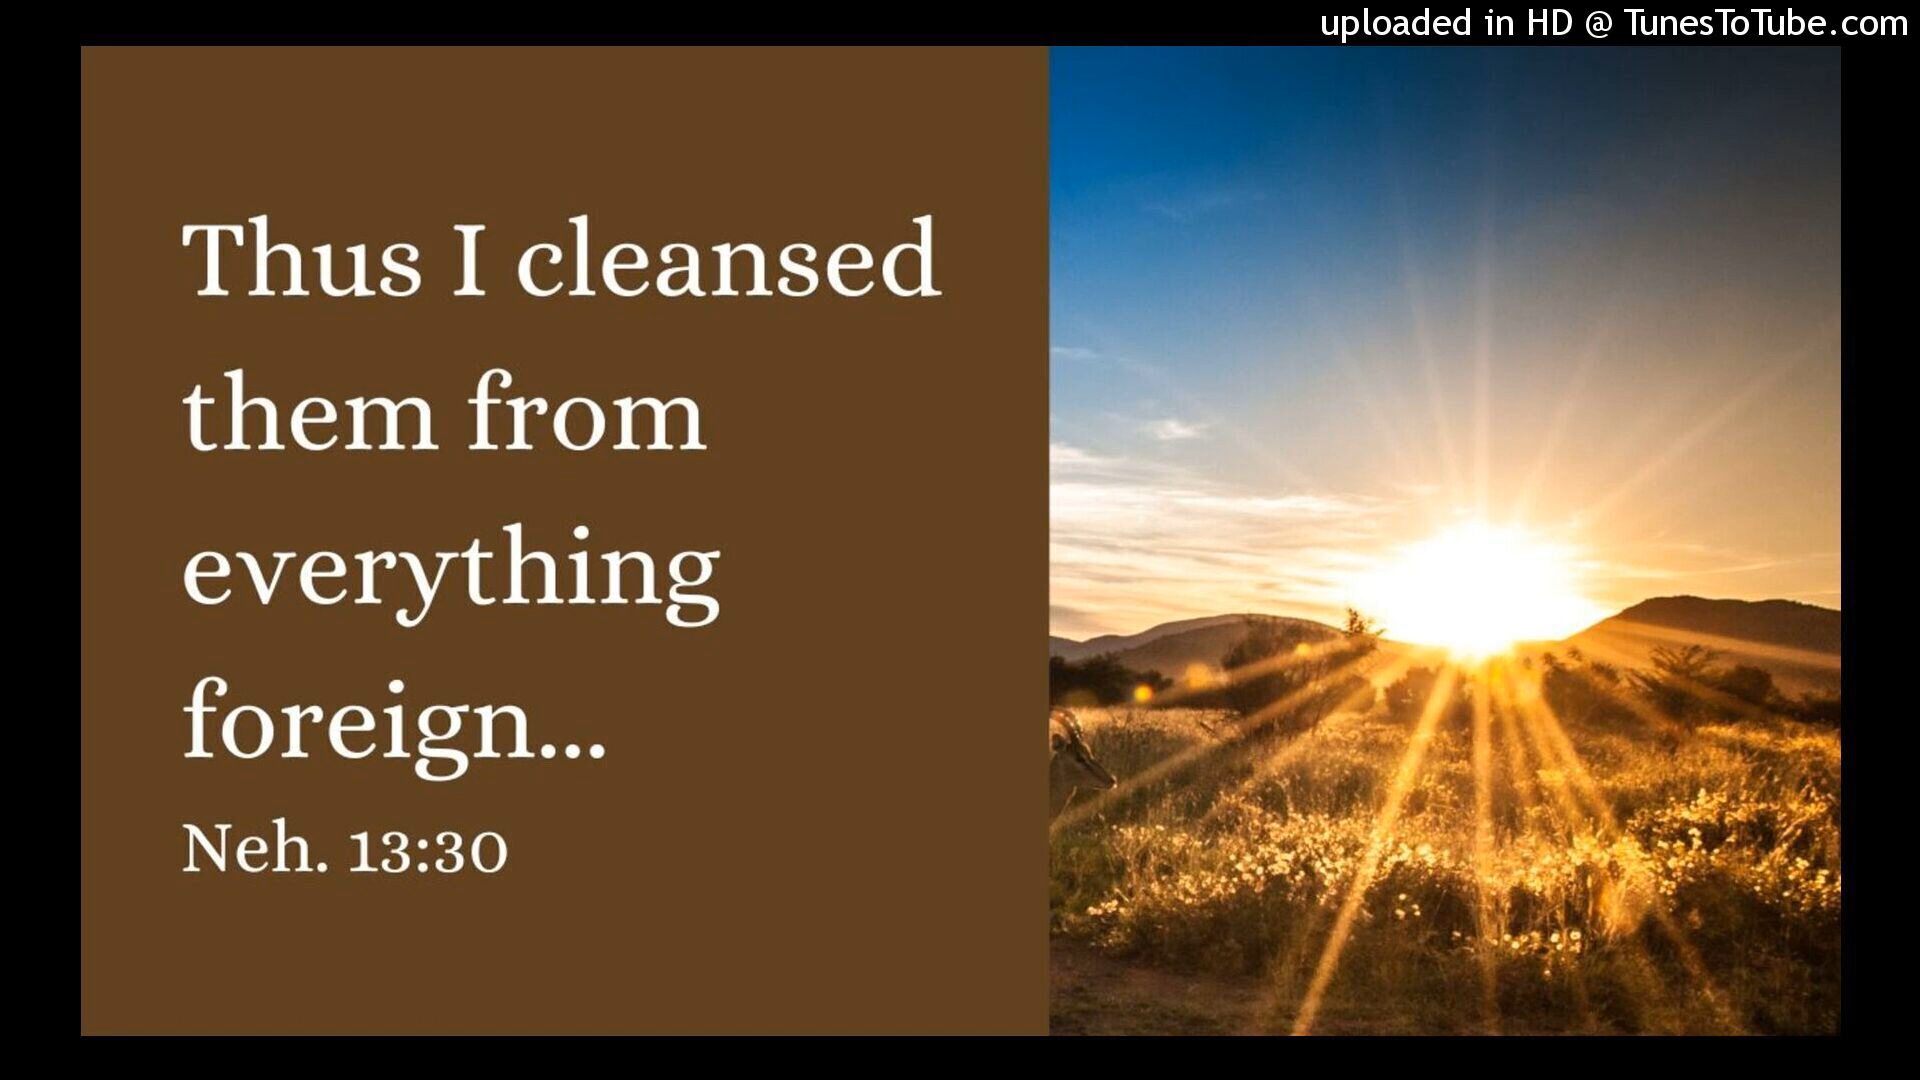 uploaded in HD @ TunesToTube.com
Thus I cleansed
them from
everything
foreign...
Neh. 13:30